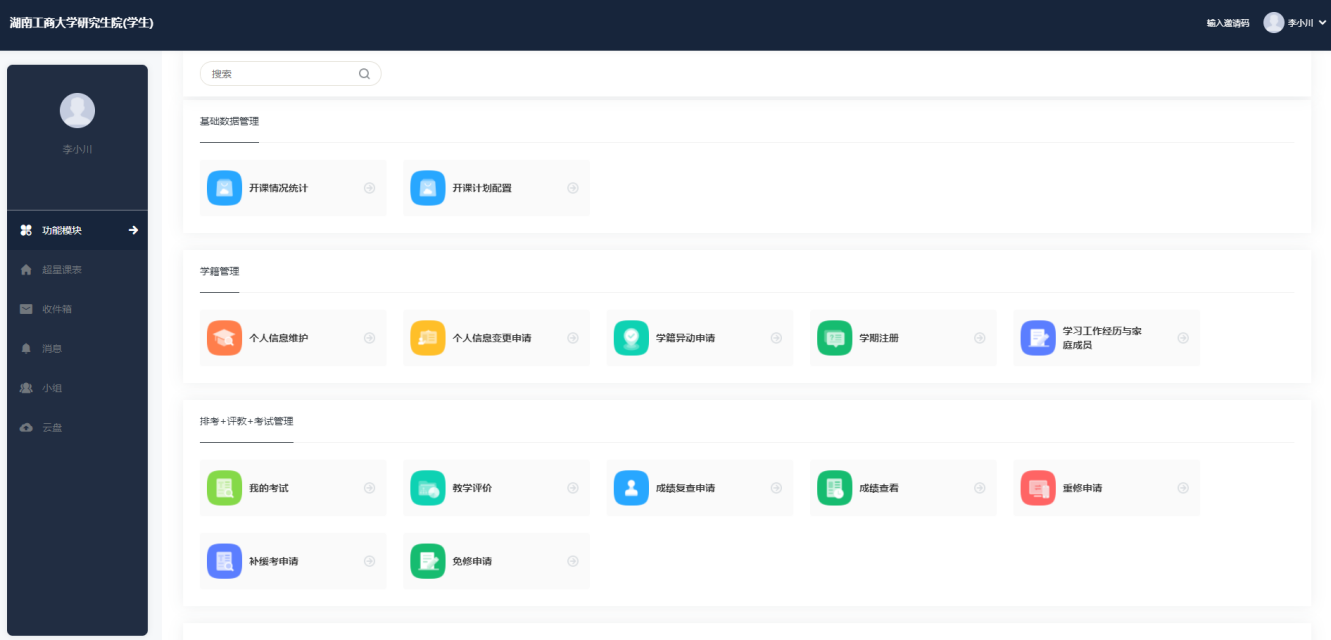 湖南工商大学研究生院(学生)
输入邀请码
李小川
搜索
李小川
功能模块
超星课表
收件箱
消息
小组
云盘
基础数据管理
开课情况统计
开课计划配置
学籍管理
个人信息维护
个人信息变更申请
学籍异动申请
学期注册
学习工作经历与家
庭成员
排考+评教+考试管理
我的考试
教学评价
成绩复查申请
成绩查看
重修申请
补缓考申请
免修申请